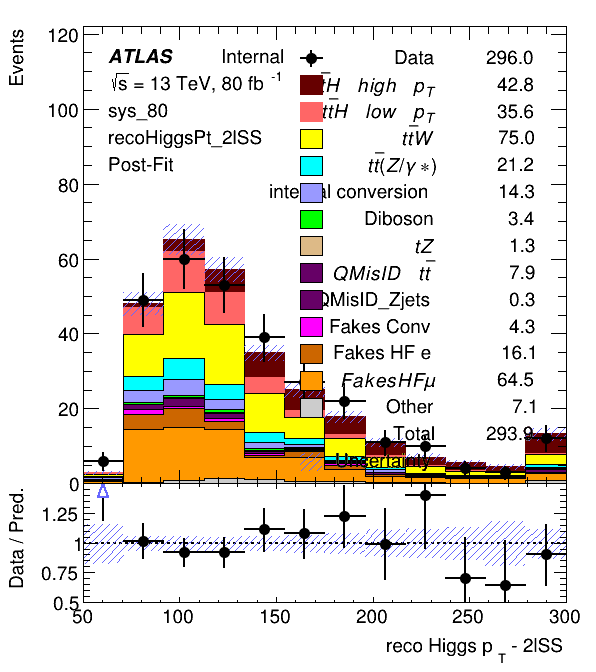 120
100
80
60
40
20
0
Events
ATLAS Internal
√s = 13 TeV, 80 fb⁻¹
sys_80
recoHiggsPt_2lSS
Post-Fit
Data 296.0
tt̄H high p_T 42.8
tt̄H low p_T 35.6
tt̄W 75.0
tt̄(Z/γ*) 21.2
conversion 14.3
Diboson 3.4
tZ 1.3
QMisID tt̄ 7.9
QMisID_Zjets 0.3
Fakes Conv 4.3
Fakes HF e 16.1
FakesHFμ 64.5
Other 7.1
Total 293.9
Uncertainty
Data / Pred.
1.25
1
0.75
0.5
50 100 150 200 250 300
reco Higgs p_T - 2lSS